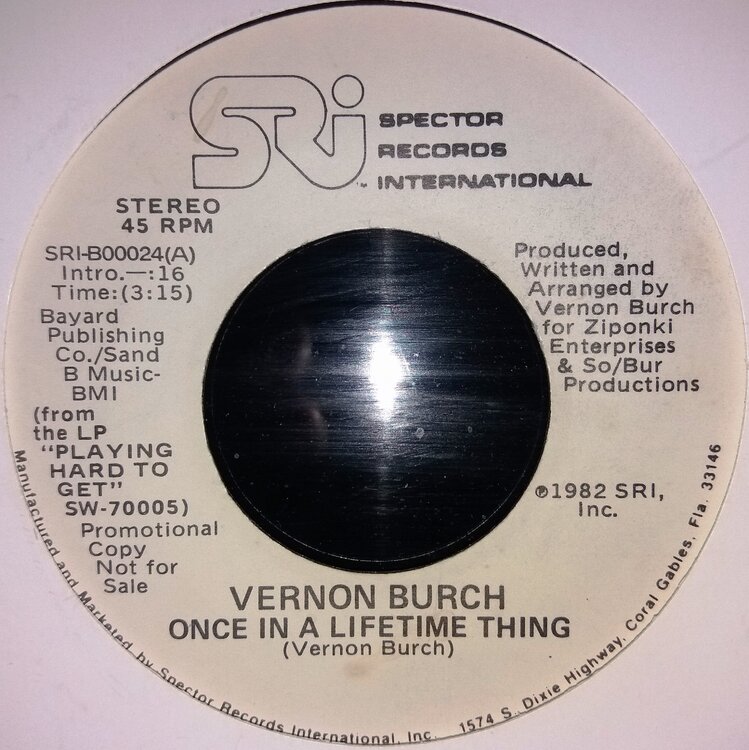 SRi
SPECTOR
RECORDS
INTERNATIONAL
STEREO
45 RPM
SRI-B00024(A)
Intro.—:16
Time:(3:15)
Bayard
Publishing
Co./Sand
B Music-
BMI
(from
the LP
"PLAYING
HARD TO
GET"
SW-70005)
Promotional
Copy
Not for
Sale
Produced,
Written and
Arranged by
Vernon Burch
for Ziponki
Enterprises
& So/Bur
Productions
℗1982 SRI,
Inc.
VERNON BURCH
ONCE IN A LIFETIME THING
(Vernon Burch)
Manufactured and Marketed by Spector Records International, Inc. 1574 S. Dixie Highway, Coral Gables, Fla. 33146